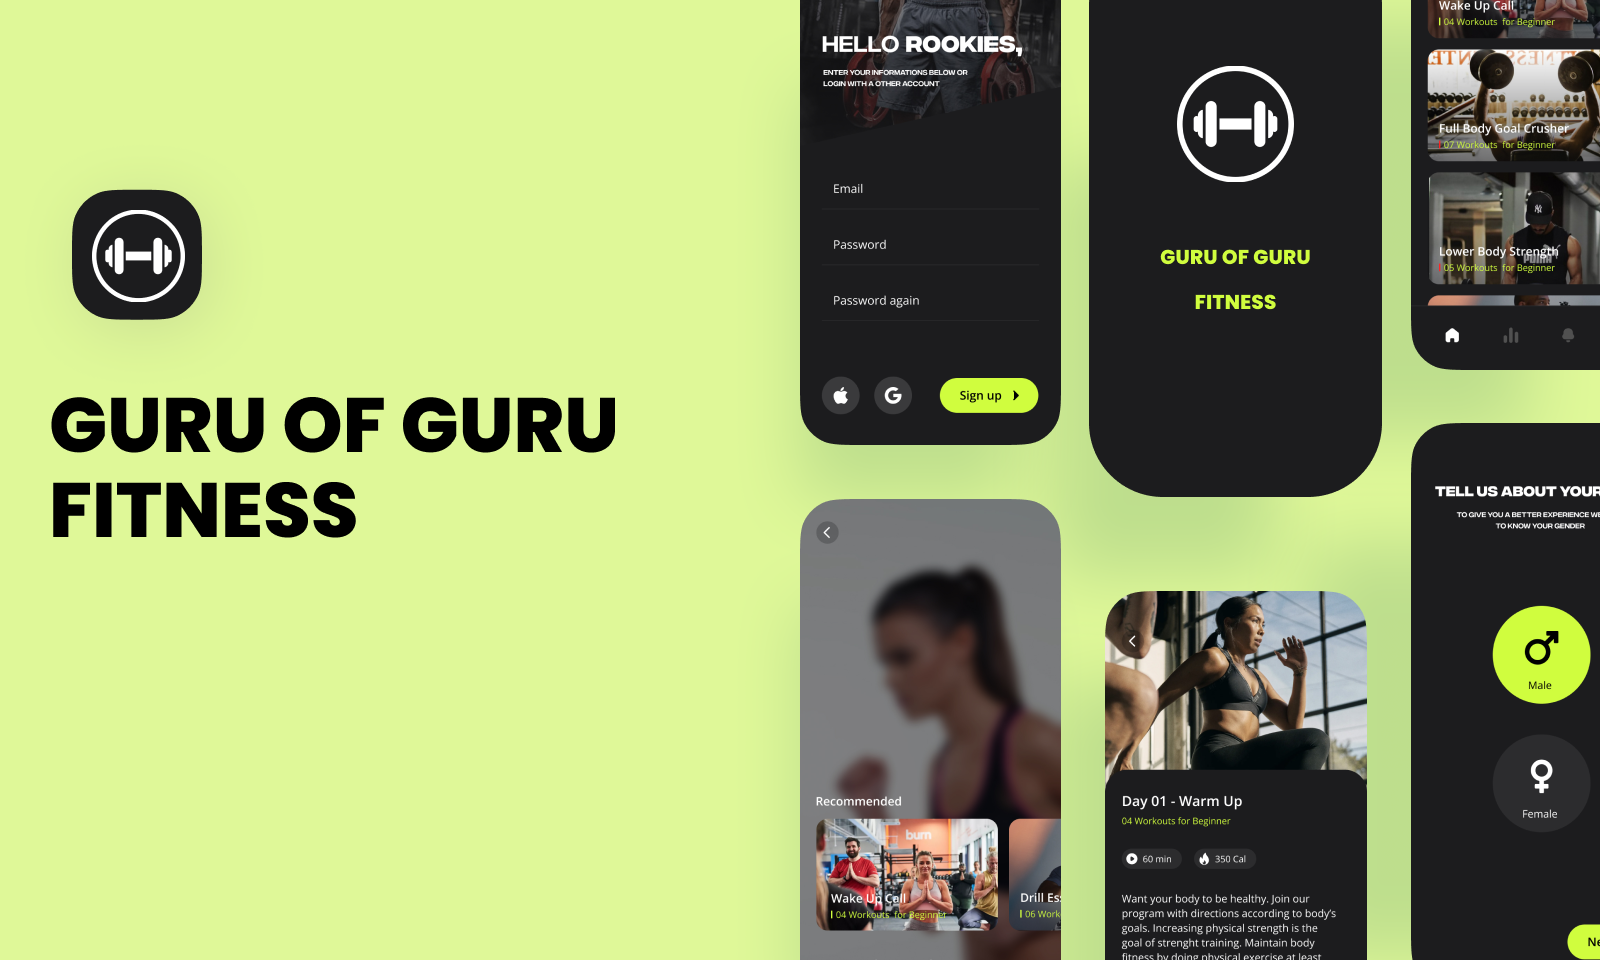 GURU OF GURU
FITNESS
HELLO ROOKIES,
ENTER YOUR INFORMATIONS BELOW OR
LOGIN WITH A OTHER ACCOUNT
Email
Password
Password again
Sign up
GURU OF GURU
FITNESS
Wake Up Call
04 Workouts for Beginner
FITNESS
Full Body Goal Crusher
07 Workouts for Beginner
Lower Body Strength
05 Workouts for Beginner
Recommended
burn
Wake Up Call
04 Workouts for Beginner
Drill Es
06 Work
Day 01 - Warm Up
04 Workouts for Beginner
60 min
350 Cal
Want your body to be healthy. Join our
program with directions according to body's
goals. Increasing physical strength is the
goal of strenght training. Maintain body
fitness by doing physical exercise at least
TELL US ABOUT YOUR
TO GIVE YOU A BETTER EXPERIENCE WE
TO KNOW YOUR GENDER
Male
Female
Ne